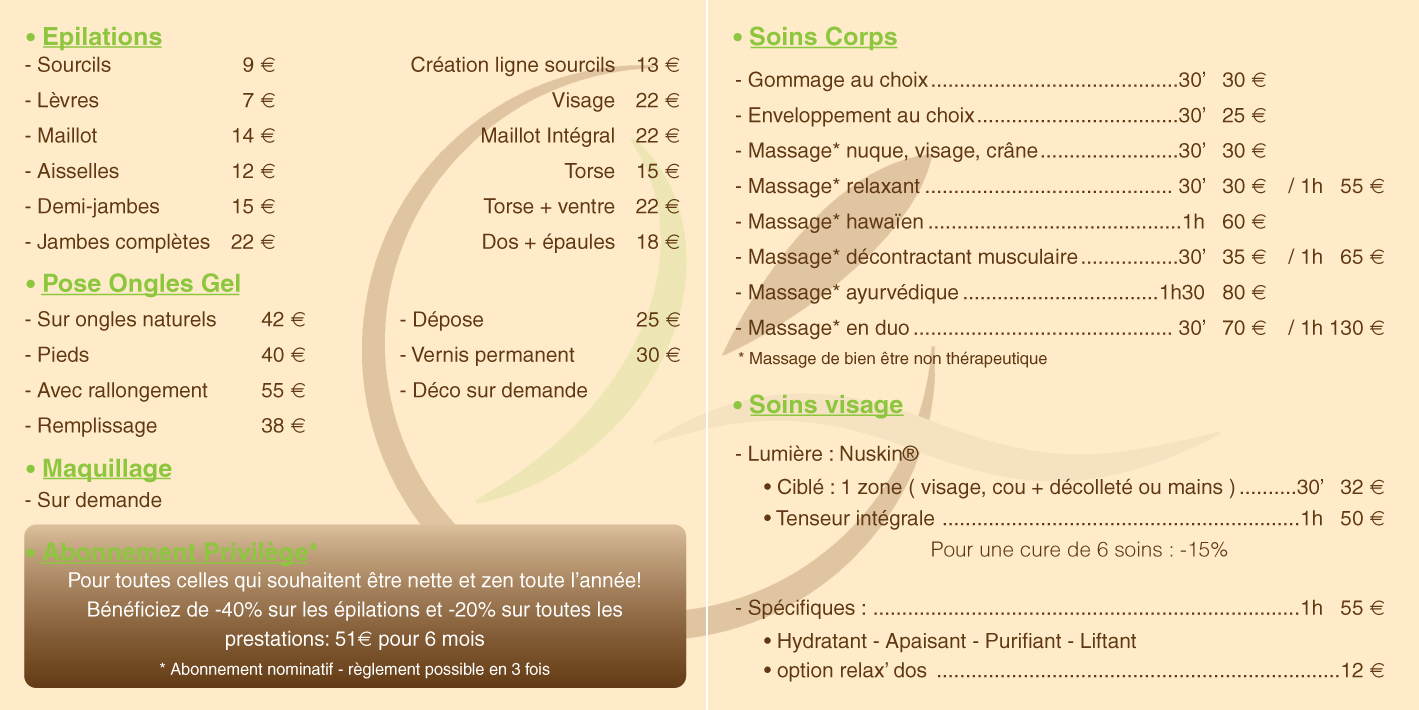 • Epilations
- Sourcils 9 €
- Lèvres 7 €
- Maillot 14 €
- Aisselles 12 €
- Demi-jambes 15 €
- Jambes complètes 22 €
Création ligne sourcils 13 €
Visage 22 €
Maillot Intégral 22 €
Torse 15 €
Torse + ventre 22 €
Dos + épaules 18 €
• Pose Ongles Gel
- Sur ongles naturels 42 €
- Pieds 40 €
- Avec rallongement 55 €
- Remplissage 38 €
- Dépose 25 €
- Vernis permanent 30 €
- Déco sur demande
• Maquillage
- Sur demande
• Abonnement Privilège*
Pour toutes celles qui souhaitent être nette et zen toute l’année!
Bénéficiez de -40% sur les épilations et -20% sur toutes les
prestations: 51€ pour 6 mois
* Abonnement nominatif - règlement possible en 3 fois
• Soins Corps
- Gommage au choix...........................................30’ 30 €
- Enveloppement au choix...................................30’ 25 €
- Massage* nuque, visage, crâne........................30’ 30 €
- Massage* relaxant ........................................... 30’ 30 € / 1h 55 €
- Massage* hawaïen ............................................1h 60 €
- Massage* décontractant musculaire.................30’ 35 € / 1h 65 €
- Massage* ayurvédique ..................................1h30 80 €
- Massage* en duo ............................................. 30’ 70 € / 1h 130 €
* Massage de bien être non thérapeutique
• Soins visage
- Lumière : Nuskin®
• Ciblé : 1 zone ( visage, cou + décolleté ou mains )..........30’ 32 €
• Tenseur intégrale ..............................................................1h 50 €
Pour une cure de 6 soins : -15%
- Spécifiques : ..........................................................................1h 55 €
• Hydratant - Apaisant - Purifiant - Liftant
• option relax’ dos ......................................................................12 €